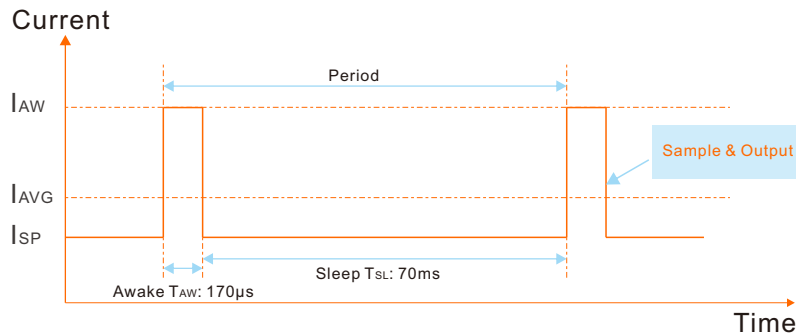 Current
Period
IAW
Sample & Output
IAVG
ISP
Sleep TSL: 70ms
Awake TAW: 170μs
Time